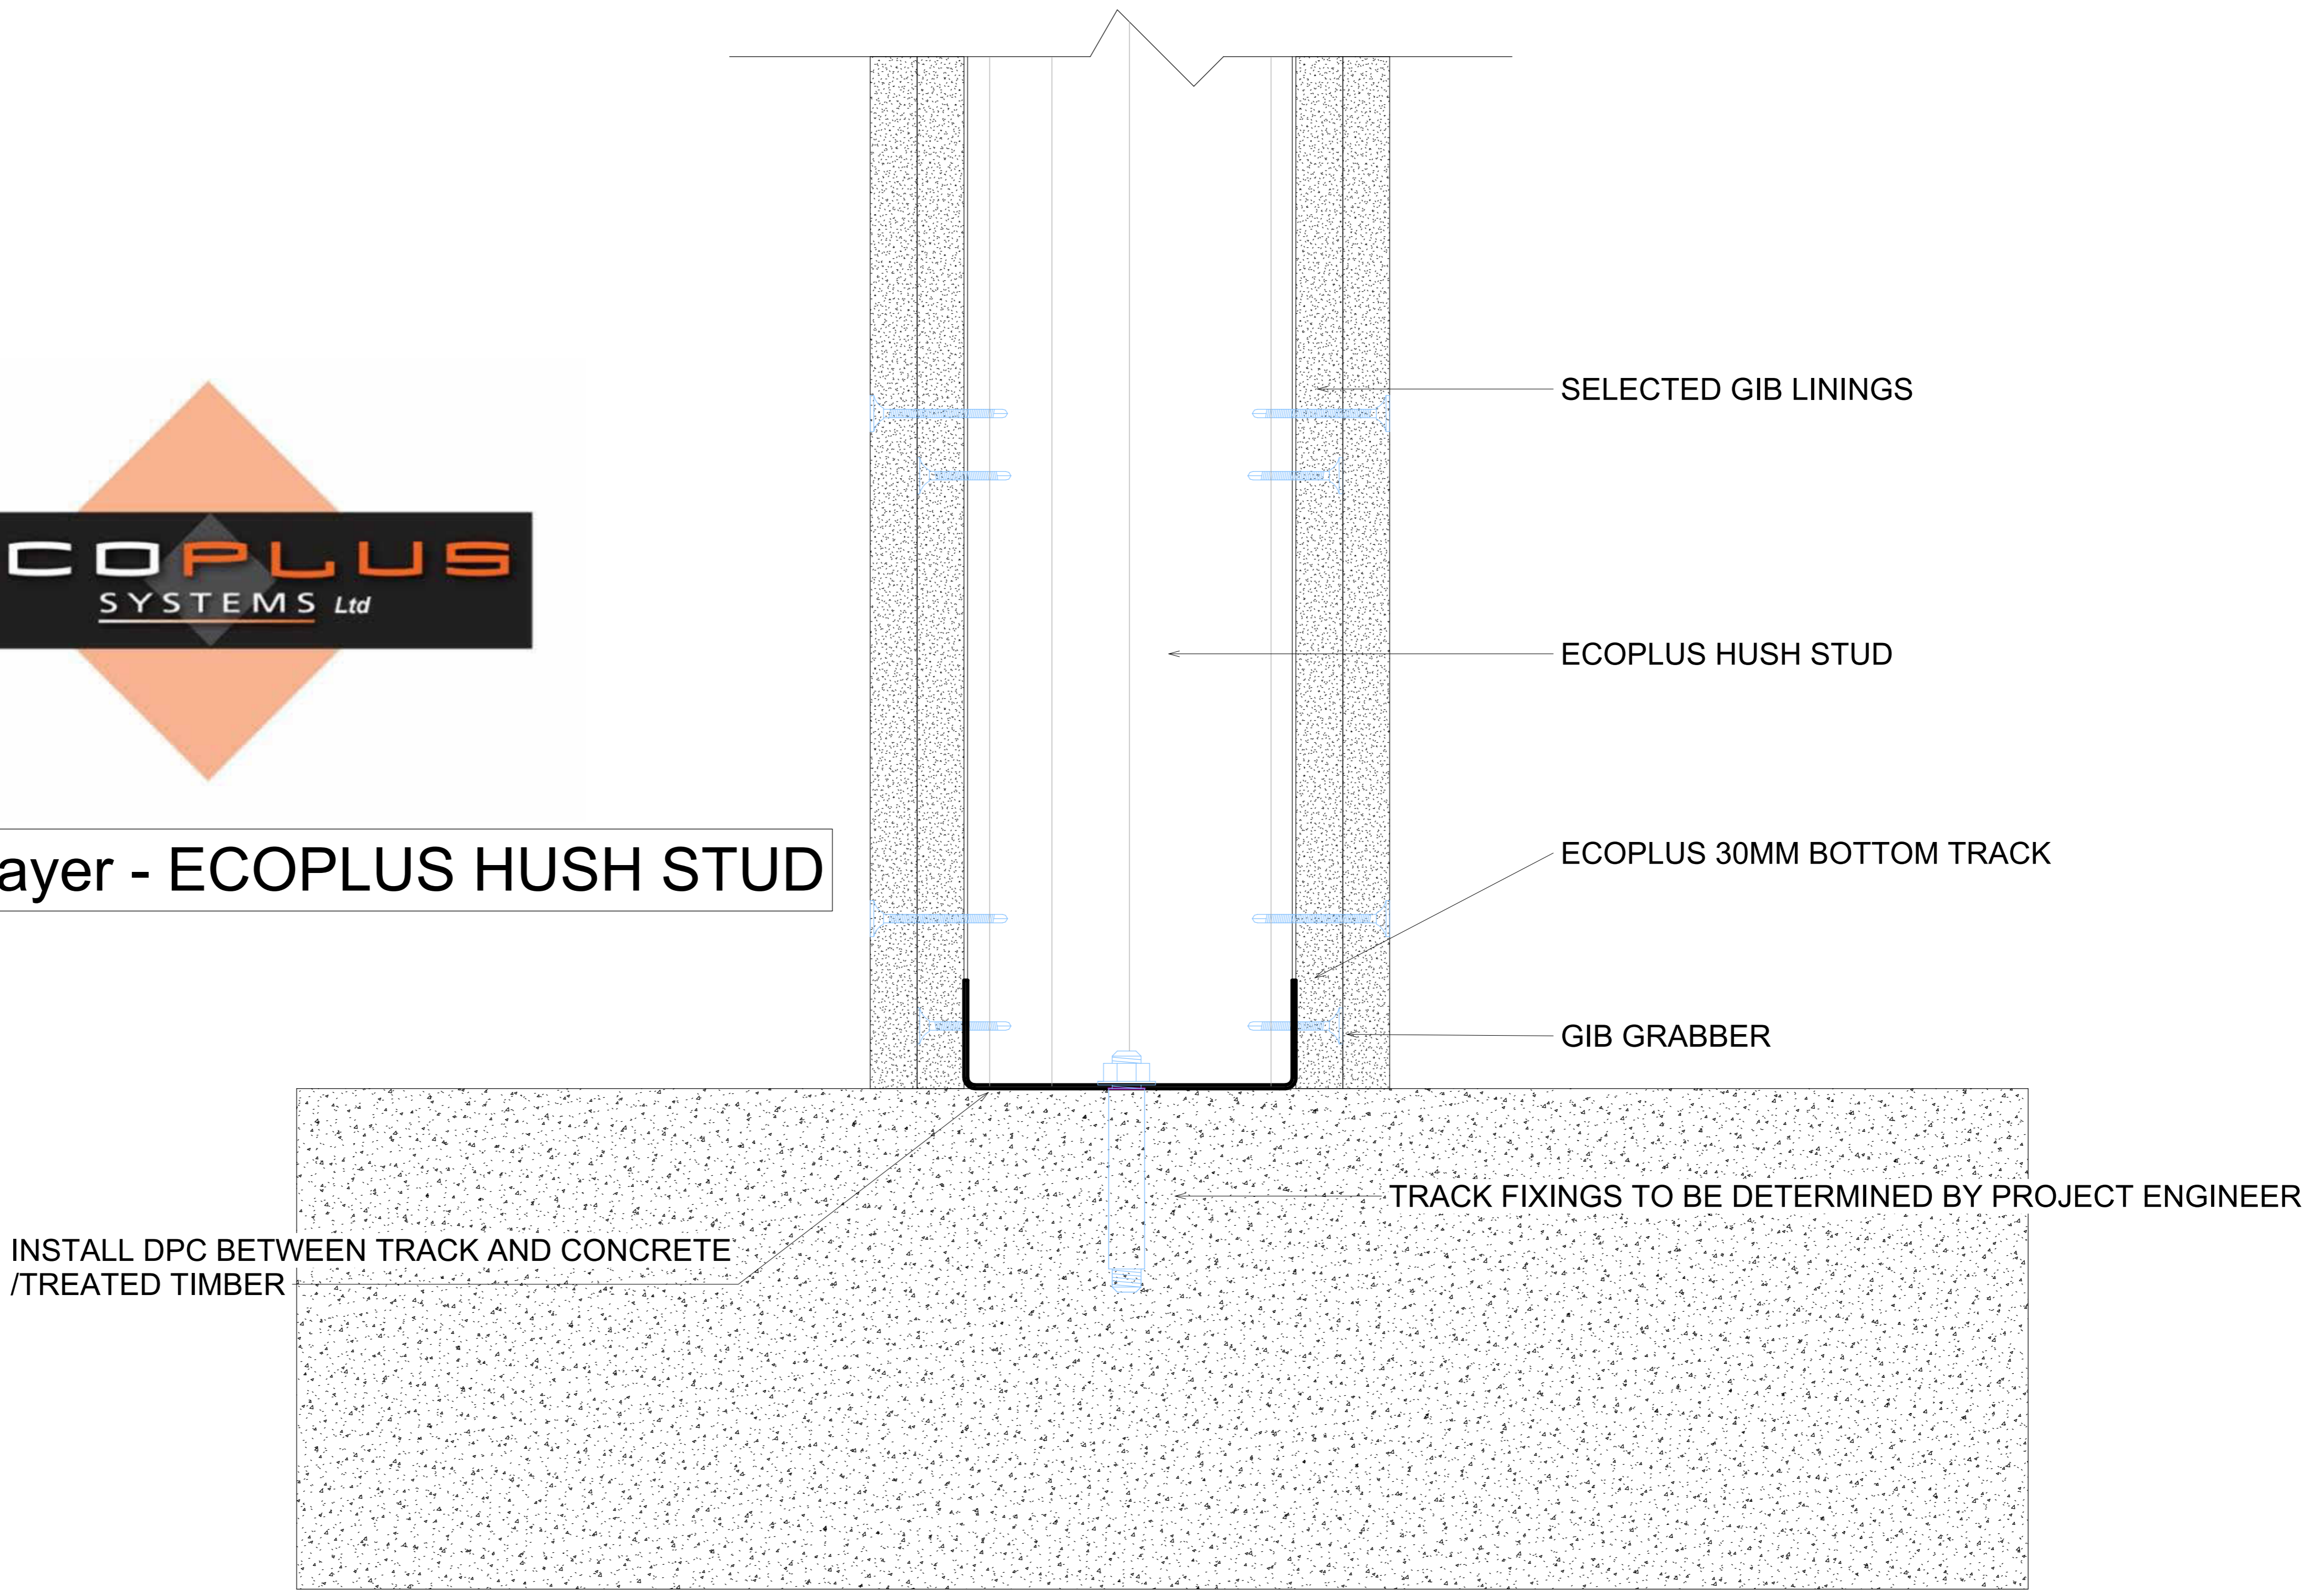 SELECTED GIB LININGS
COPLUS
SYSTEMS Ltd
ECOPLUS HUSH STUD
ayer - ECOPLUS HUSH STUD
ECOPLUS 30MM BOTTOM TRACK
GIB GRABBER
TRACK FIXINGS TO BE DETERMINED BY PROJECT ENGINEER
INSTALL DPC BETWEEN TRACK AND CONCRETE
/TREATED TIMBER